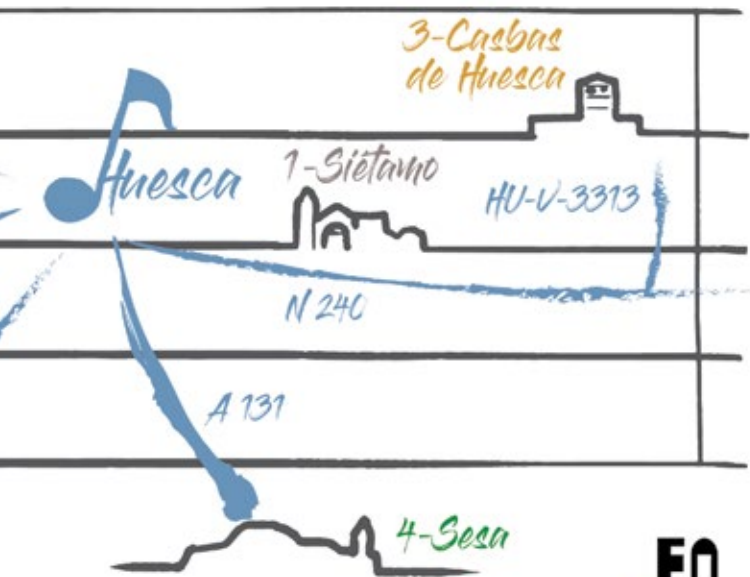 3-Casbas
de Huesca
Huesca
1-Siétamo
HU-V-3313
N 240
A 131
4-Sesa